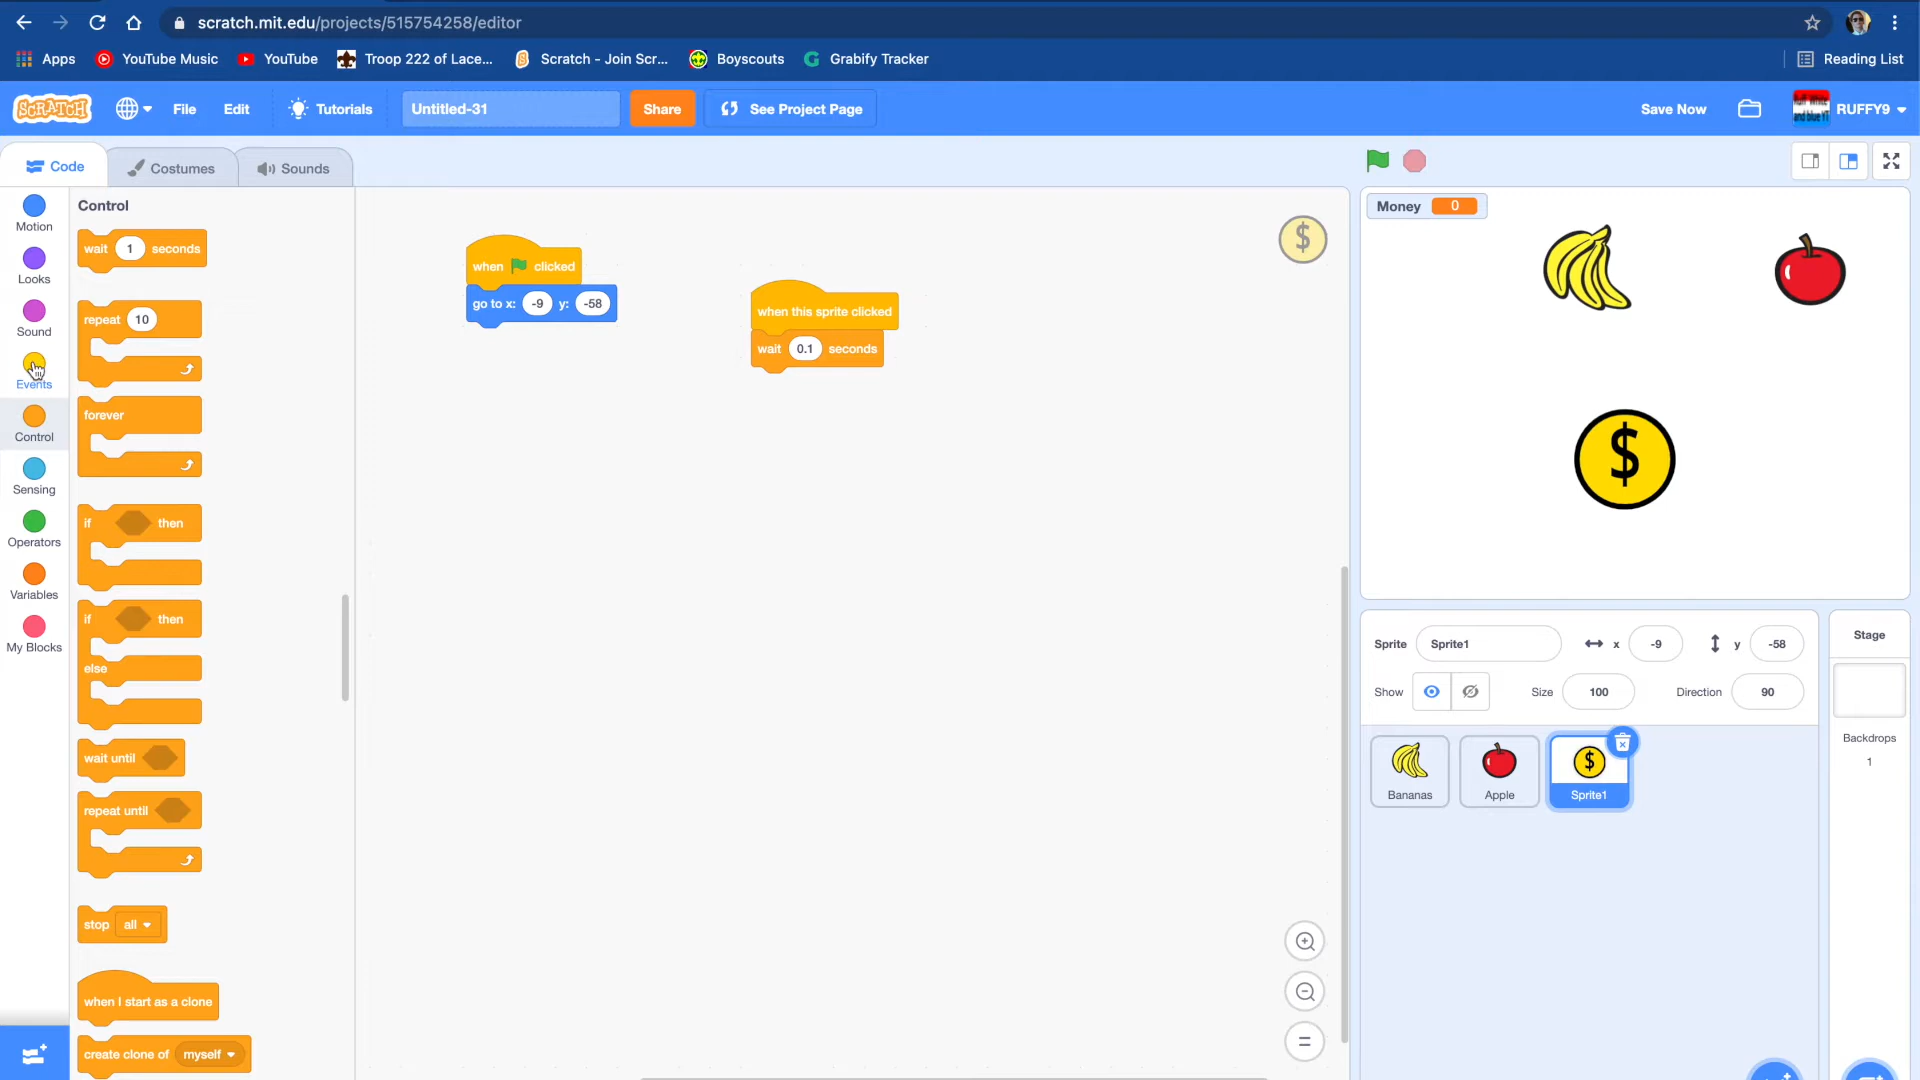 scratch.mit.edu/projects/515754258/editor
Apps YouTube Music YouTube Troop 222 of Lace... Scratch - Join Scr... Boyscouts Grabify Tracker Reading List
SCRATCH File Edit Tutorials Untitled-31 Share See Project Page Save Now RUFFY9
Code Costumes Sounds
Motion
Looks
Sound
Events
Control
Sensing
Operators
Variables
My Blocks
Control
wait 1 seconds
repeat 10
forever
if then
if then
else
wait until
repeat until
stop all
when I start as a clone
create clone of myself
when clicked
go to x: -9 y: -58
when this sprite clicked
wait 0.1 seconds
$
Money 0
$
Sprite Sprite1 x -9 y -58
Show Size 100 Direction 90
Bananas
Apple
$
Sprite1
Stage
Backdrops
1